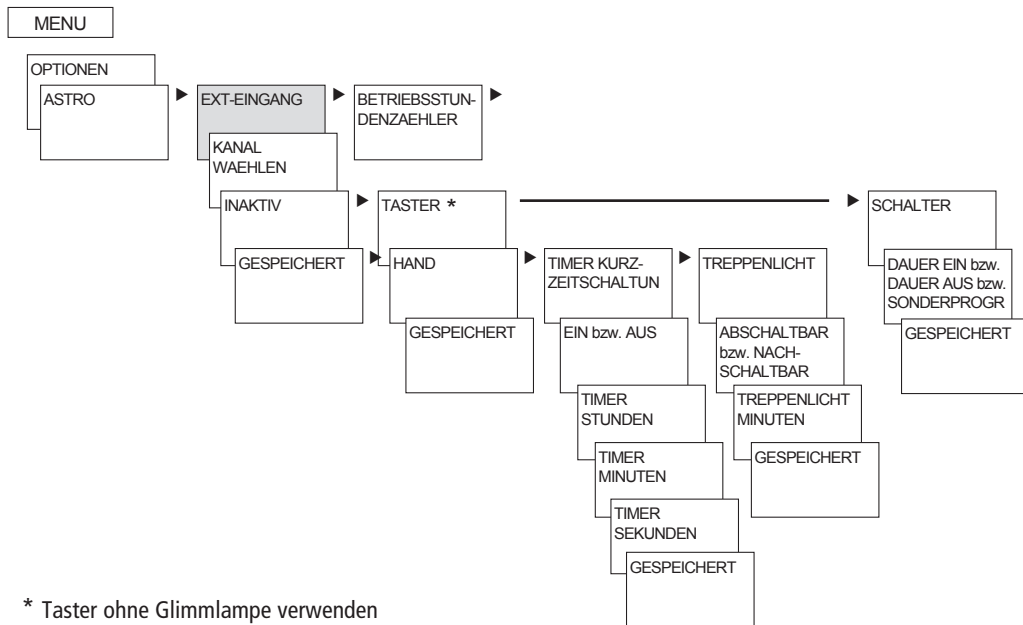 MENU
OPTIONEN
ASTRO
EXT-EINGANG
BETRIEBSSTUN-
DENZAEHLER
KANAL
WAEHLEN
INAKTIV
TASTER *
SCHALTER
GESPEICHERT
HAND
TIMER KURZ-
ZEITSCHALTUN
TREPPENLICHT
DAUER EIN bzw.
DAUER AUS bzw.
SONDERPROGR
GESPEICHERT
EIN bzw. AUS
ABSCHALTBAR
bzw. NACH-
SCHALTBAR
GESPEICHERT
TIMER
STUNDEN
TREPPENLICHT
MINUTEN
TIMER
MINUTEN
GESPEICHERT
TIMER
SEKUNDEN
GESPEICHERT
* Taster ohne Glimmlampe verwenden